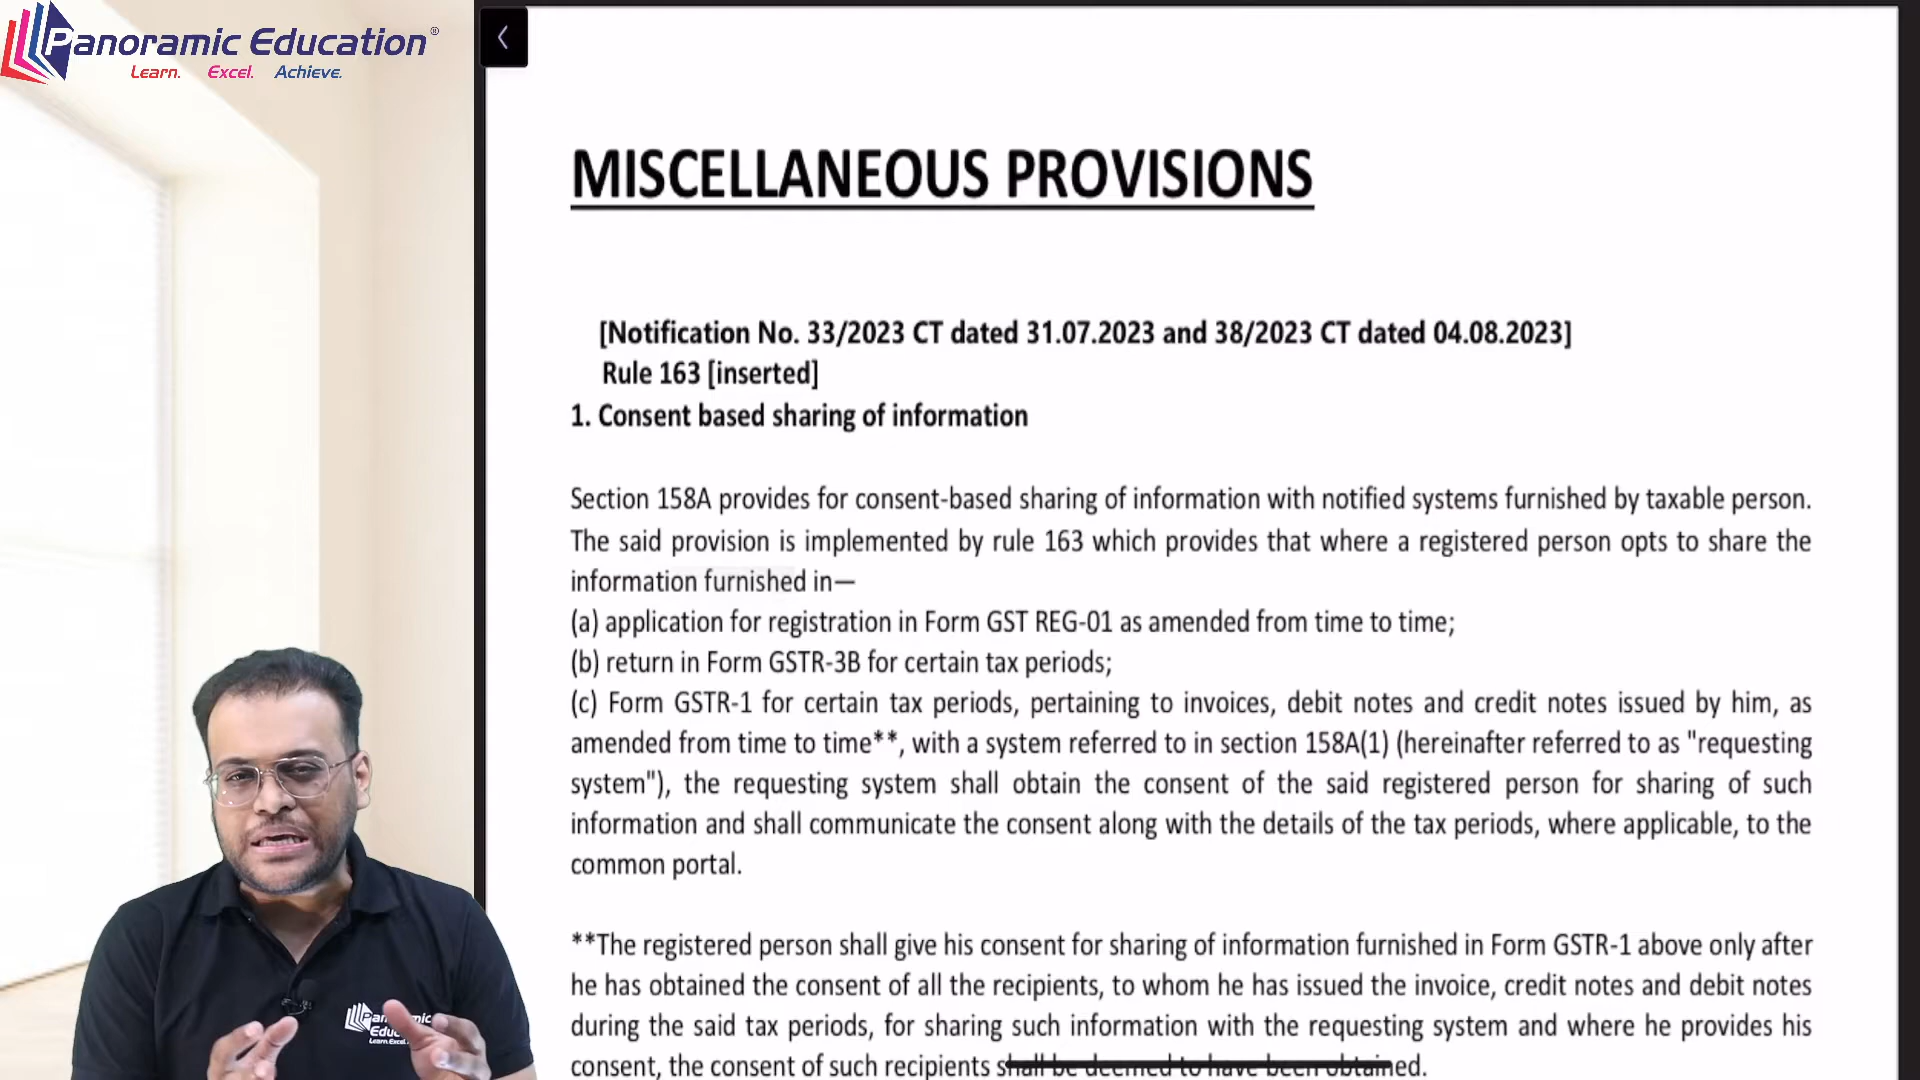 Panoramic Education®
Learn. Excel. Achieve.
MISCELLANEOUS PROVISIONS
[Notification No. 33/2023 CT dated 31.07.2023 and 38/2023 CT dated 04.08.2023]
Rule 163 [inserted]
1. Consent based sharing of information
Section 158A provides for consent-based sharing of information with notified systems furnished by taxable person.
The said provision is implemented by rule 163 which provides that where a registered person opts to share the
information furnished in—
(a) application for registration in Form GST REG-01 as amended from time to time;
(b) return in Form GSTR-3B for certain tax periods;
(c) Form GSTR-1 for certain tax periods, pertaining to invoices, debit notes and credit notes issued by him, as
amended from time to time**, with a system referred to in section 158A(1) (hereinafter referred to as "requesting
system"), the requesting system shall obtain the consent of the said registered person for sharing of such
information and shall communicate the consent along with the details of the tax periods, where applicable, to the
common portal.
**The registered person shall give his consent for sharing of information furnished in Form GSTR-1 above only after
he has obtained the consent of all the recipients, to whom he has issued the invoice, credit notes and debit notes
during the said tax periods, for sharing such information with the requesting system and where he provides his
consent, the consent of such recipients shall be deemed to have been obtained.